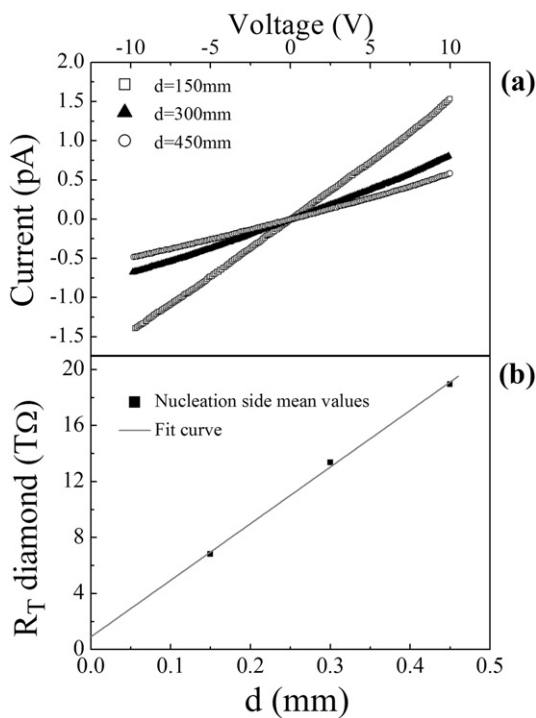 Voltage (V)
-10 -5 0 5 10
(a)
2.0
1.5
1.0
0.5
0.0
-0.5
-1.0
-1.5
Current (pA)
d=150mm
d=300mm
d=450mm
(b)
20
16
12
8
4
0
R_T diamond (TΩ)
Nucleation side mean values
Fit curve
0.0 0.1 0.2 0.3 0.4 0.5
d (mm)